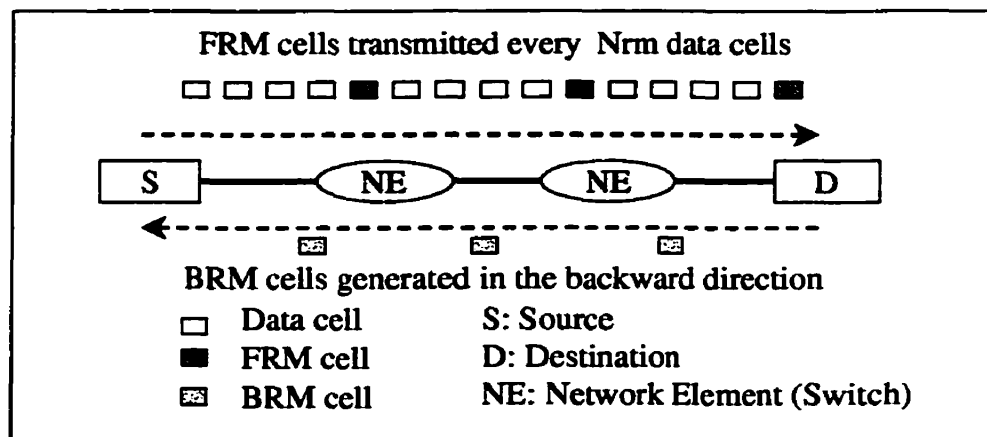 FRM cells transmitted every Nrm data cells
S NE NE D
BRM cells generated in the backward direction
Data cell S: Source
FRM cell D: Destination
BRM cell NE: Network Element (Switch)